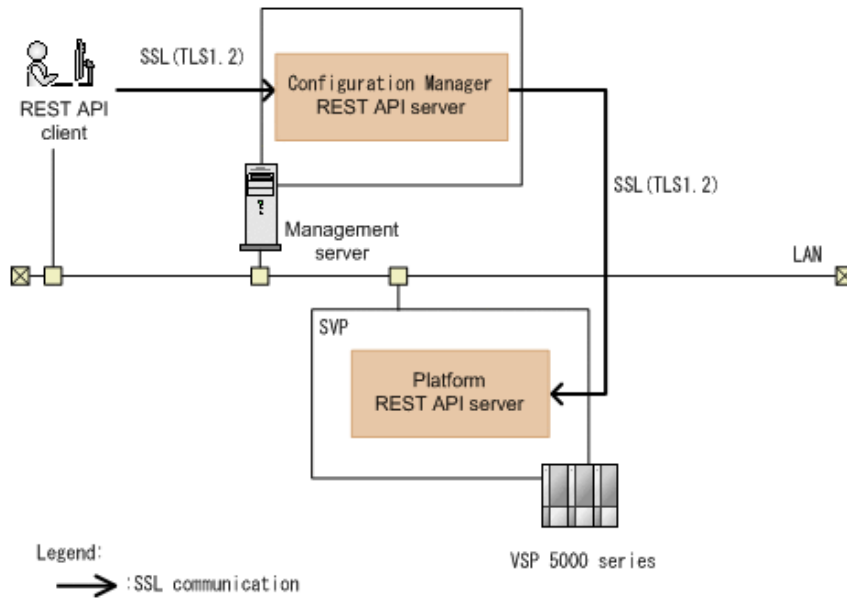 SSL(TLS1.2)
REST API
client
Configuration Manager
REST API server
SSL(TLS1.2)
Management
server
LAN
SVP
Platform
REST API server
VSP 5000 series
Legend:
:SSL communication